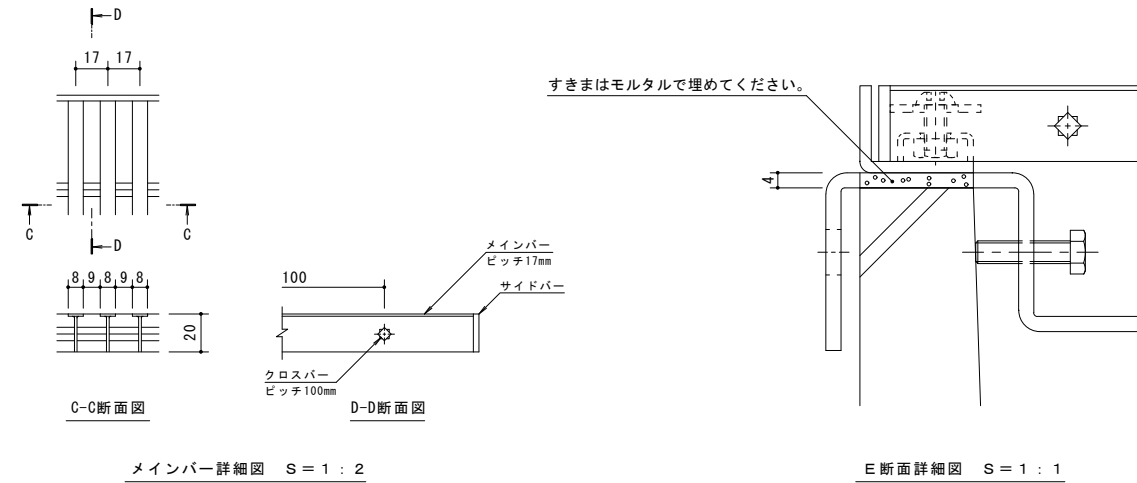 D
17 17
すきまはモルタルで埋めてください。
4
C C
D
8 9 8 9 8
20
100
メインバー
ピッチ17mm
サイドバー
クロスバー
ピッチ100mm
C-C断面図
D-D断面図
メインバー詳細図 S=1:2
E断面詳細図 S=1:1